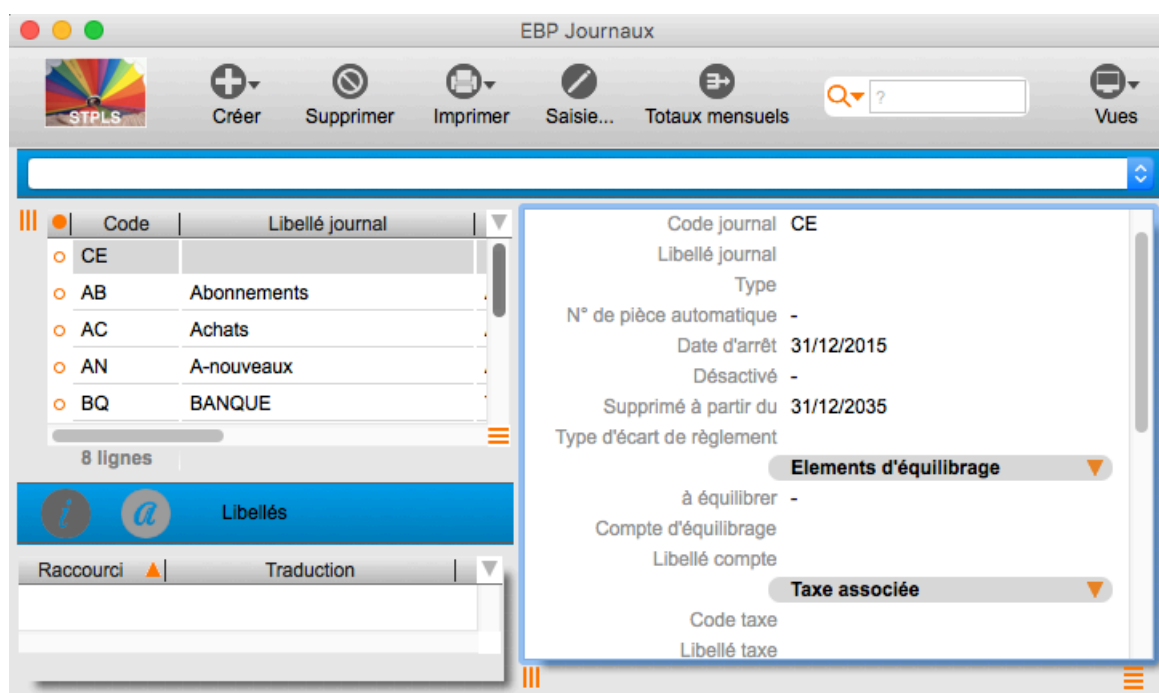 EBP Journaux
STPLS
Créer
Supprimer
Imprimer
Saisie...
Totaux mensuels
?
Vues
Code Libellé journal
CE
AB Abonnements
AC Achats
AN A-nouveaux
BQ BANQUE
8 lignes
i a Libellés
Raccourci Traduction
Code journal CE
Libellé journal
Type
N° de pièce automatique -
Date d'arrêt 31/12/2015
Désactivé -
Supprimé à partir du 31/12/2035
Type d'écart de règlement
Elements d'équilibrage
à équilibrer -
Compte d'équilibrage
Libellé compte
Taxe associée
Code taxe
Libellé taxe